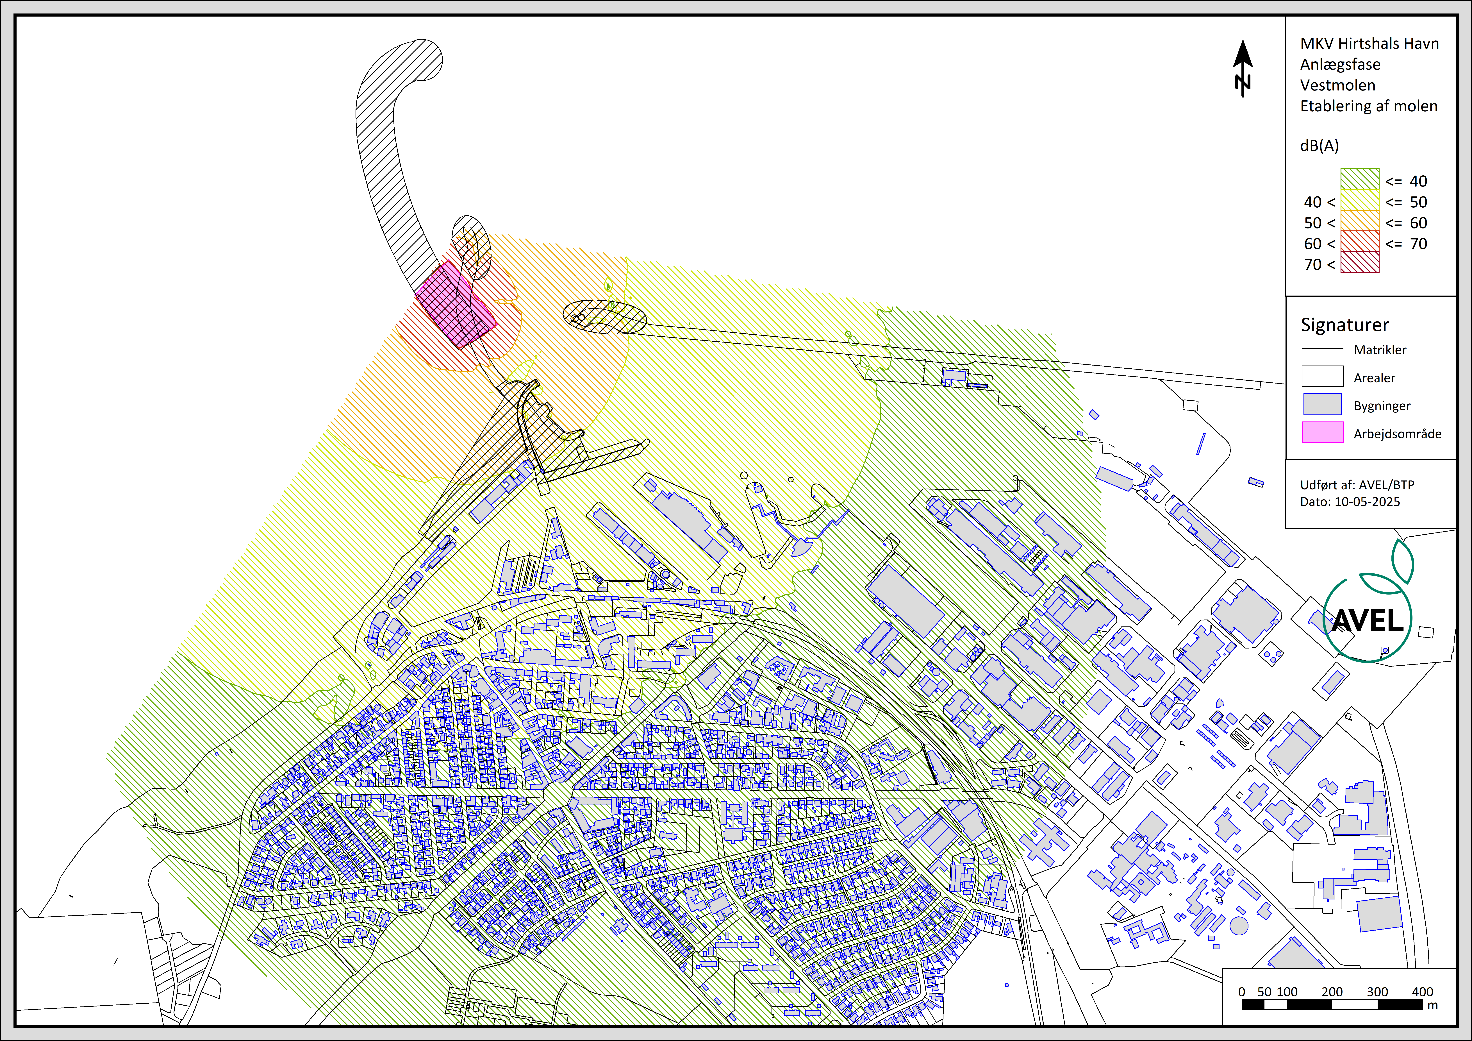 MKV Hirtshals Havn
Anlægsfase
Vestmolen
Etablering af molen
dB(A)
<= 40
40 < <= 50
50 < <= 60
60 < <= 70
70 <
N
Signaturer
Matrikler
Arealer
Bygninger
Arbejdsområde
Udført af: AVEL/BTP
Dato: 10-05-2025
AVEL
0 50 100 200 300 400
m